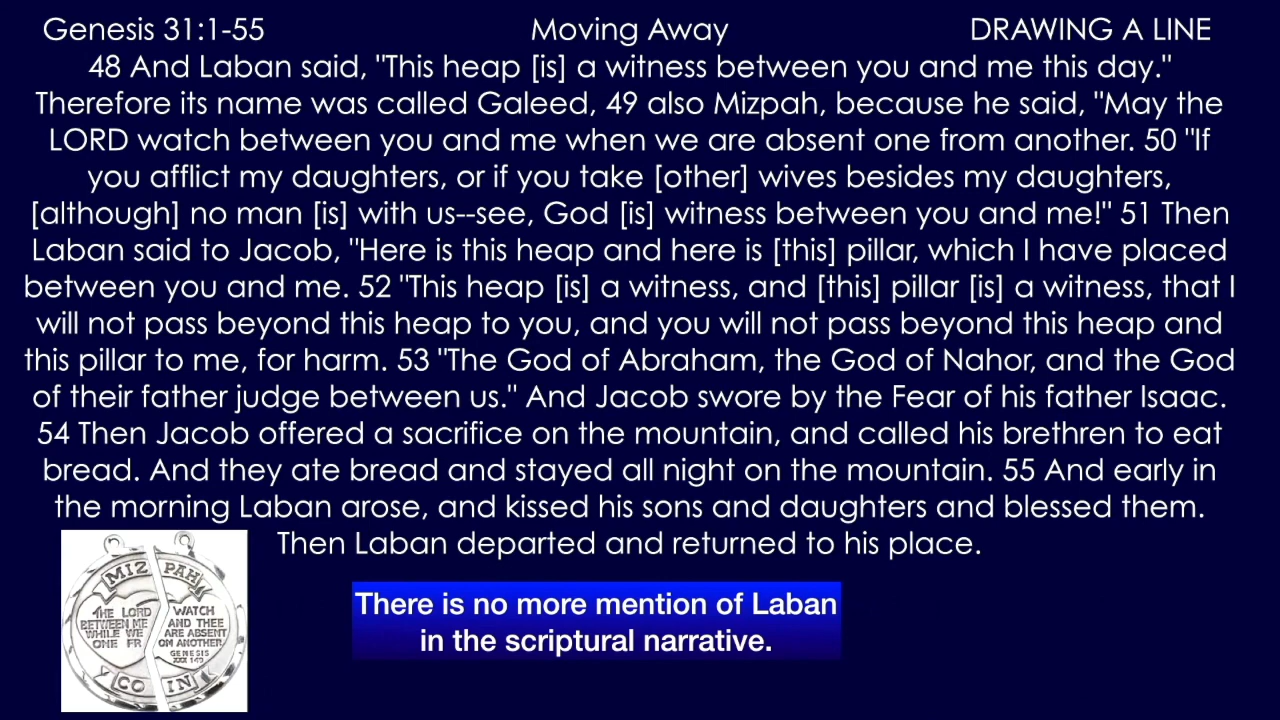 Genesis 31:1-55 Moving Away DRAWING A LINE
48 And Laban said, "This heap [is] a witness between you and me this day."
Therefore its name was called Galeed, 49 also Mizpah, because he said, "May the
LORD watch between you and me when we are absent one from another. 50 "If
you afflict my daughters, or if you take [other] wives besides my daughters,
[although] no man [is] with us--see, God [is] witness between you and me!" 51 Then
Laban said to Jacob, "Here is this heap and here is [this] pillar, which I have placed
between you and me. 52 "This heap [is] a witness, and [this] pillar [is] a witness, that I
will not pass beyond this heap to you, and you will not pass beyond this heap and
this pillar to me, for harm. 53 "The God of Abraham, the God of Nahor, and the God
of their father judge between us." And Jacob swore by the Fear of his father Isaac.
54 Then Jacob offered a sacrifice on the mountain, and called his brethren to eat
bread. And they ate bread and stayed all night on the mountain. 55 And early in
the morning Laban arose, and kissed his sons and daughters and blessed them.
Then Laban departed and returned to his place.
MIZ PAH
THE LORD WATCH
BETWEEN ME AND THEE
WHILE WE ARE ABSENT
ONE FR OM ANOTHER
GENESIS
XXX 149
CO IN
There is no more mention of Laban
in the scriptural narrative.